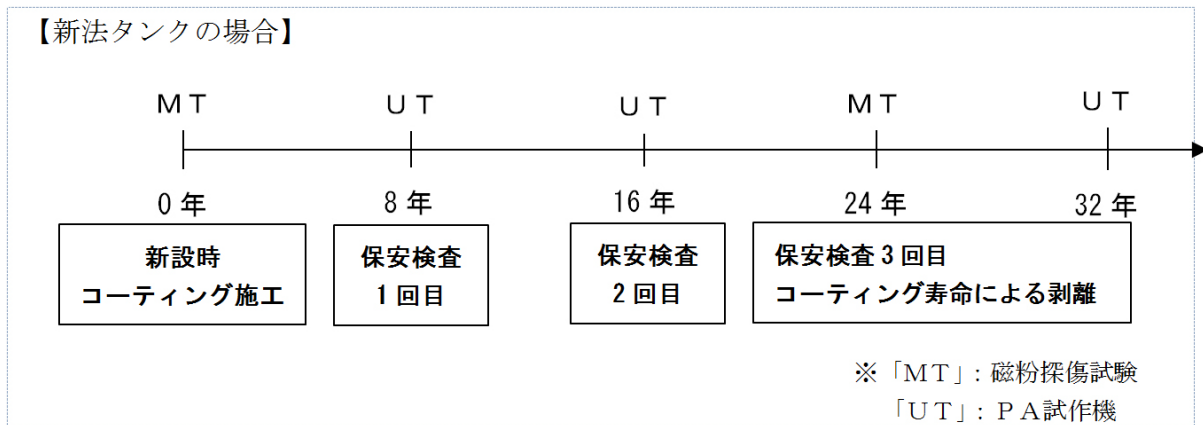 【新法タンクの場合】
ＭＴ ＵＴ ＵＴ ＭＴ ＵＴ
0 年 8 年 16 年 24 年 32 年
新設時
コーティング施工
保安検査
1 回目
保安検査
2 回目
保安検査 3 回目
コーティング寿命による剥離
※「ＭＴ」: 磁粉探傷試験
「ＵＴ」: ＰＡ試作機